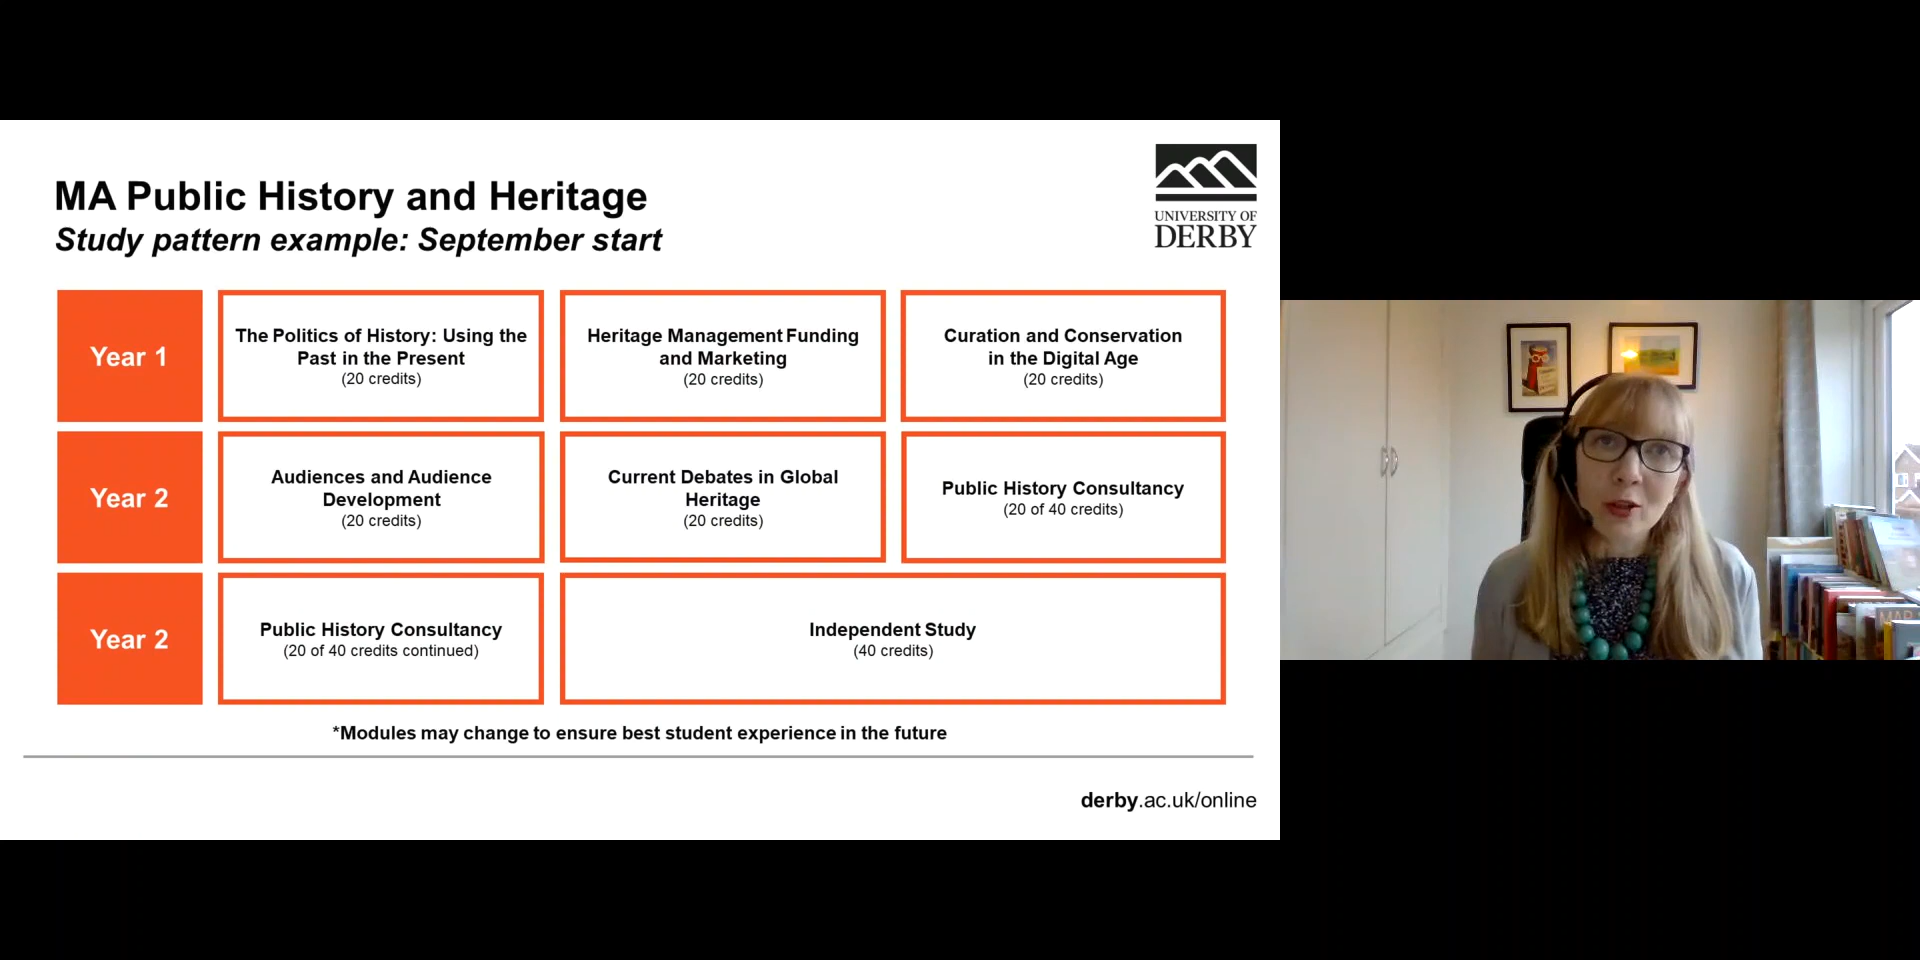 MA Public History and Heritage
Study pattern example: September start
UNIVERSITY OF
DERBY
Year 1
The Politics of History: Using the
Past in the Present
(20 credits)
Heritage Management Funding
and Marketing
(20 credits)
Curation and Conservation
in the Digital Age
(20 credits)
Year 2
Audiences and Audience
Development
(20 credits)
Current Debates in Global
Heritage
(20 credits)
Public History Consultancy
(20 of 40 credits)
Year 2
Public History Consultancy
(20 of 40 credits continued)
Independent Study
(40 credits)
*Modules may change to ensure best student experience in the future
derby.ac.uk/online